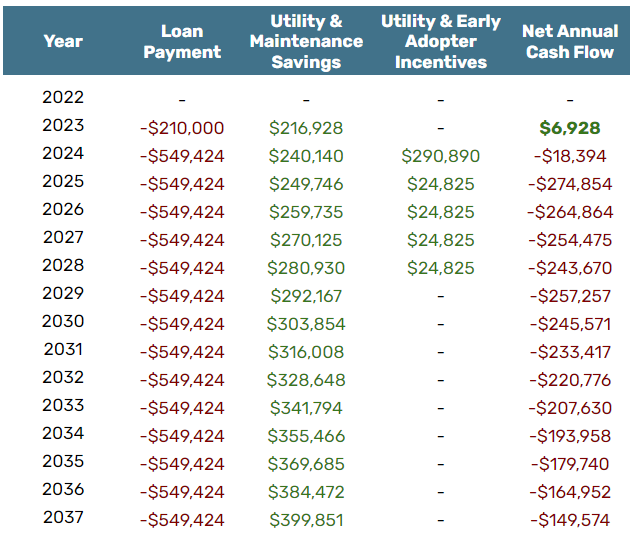 Year Loan Payment Utility & Maintenance Savings Utility & Early Adopter Incentives Net Annual Cash Flow
2022 - - - -
2023 -$210,000 $216,928 - $6,928
2024 -$549,424 $240,140 $290,890 -$18,394
2025 -$549,424 $249,746 $24,825 -$274,854
2026 -$549,424 $259,735 $24,825 -$264,864
2027 -$549,424 $270,125 $24,825 -$254,475
2028 -$549,424 $280,930 $24,825 -$243,670
2029 -$549,424 $292,167 - -$257,257
2030 -$549,424 $303,854 - -$245,571
2031 -$549,424 $316,008 - -$233,417
2032 -$549,424 $328,648 - -$220,776
2033 -$549,424 $341,794 - -$207,630
2034 -$549,424 $355,466 - -$193,958
2035 -$549,424 $369,685 - -$179,740
2036 -$549,424 $384,472 - -$164,952
2037 -$549,424 $399,851 - -$149,574